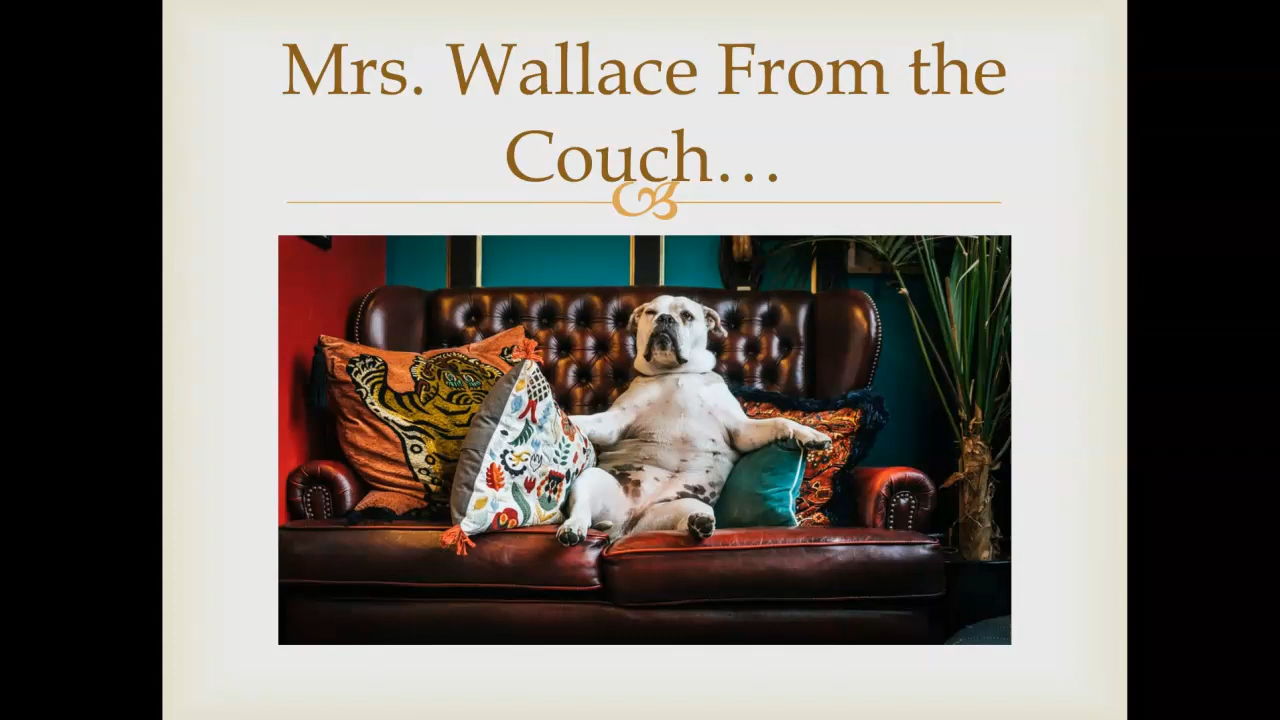 Mrs. Wallace From the
Couch…